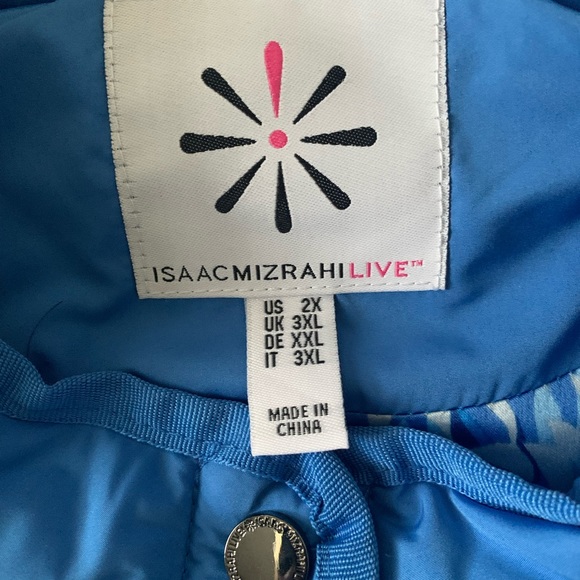 ISAACMIZRAHILIVE™
US 2X
UK 3XL
DE XXL
IT 3XL
MADE IN
CHINA